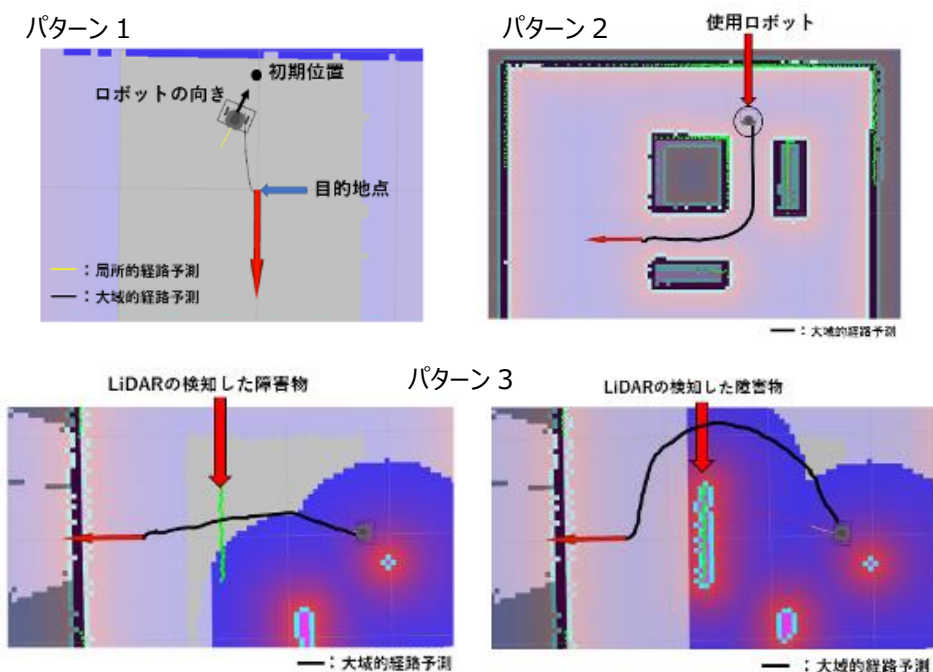 パターン 1
初期位置
ロボットの向き
目的地点
：局所的経路予測
：大域的経路予測
パターン 2
使用ロボット
：大域的経路予測
パターン 3
LiDARの検知した障害物
：大域的経路予測
LiDARの検知した障害物
：大域的経路予測